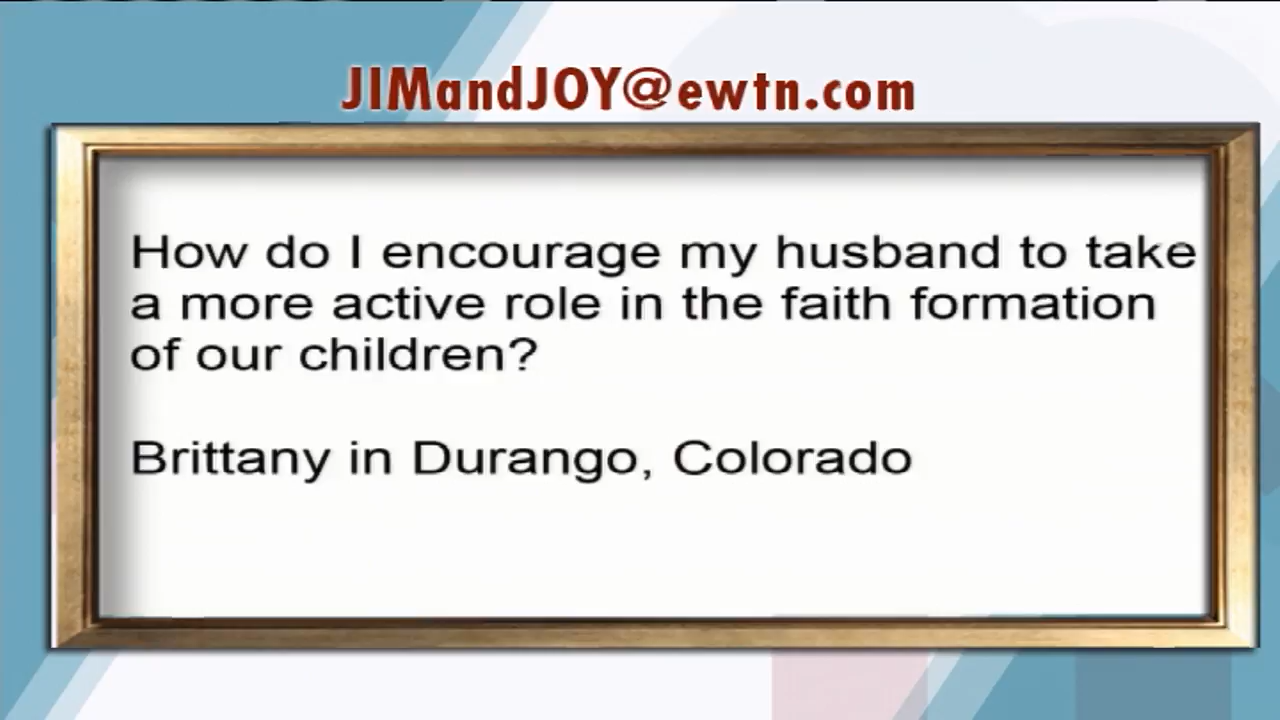 JIMandJOY@ewtn.com
How do I encourage my husband to take
a more active role in the faith formation
of our children?
Brittany in Durango, Colorado